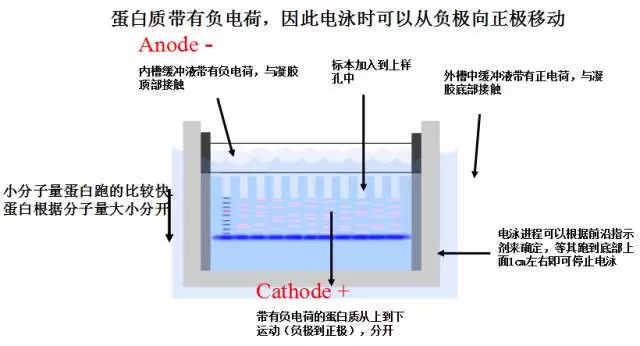 蛋白质带有负电荷，因此电泳时可以从负极向正极移动
Anode -
内槽缓冲液带有负电荷，与凝胶
顶部接触
标本加入到上样
孔中
外槽中缓冲液带有正电荷，与凝
胶底部接触
小分子量蛋白跑的比较快
蛋白根据分子量大小分开
电泳进程可以根据前沿指示
剂来确定，等其跑到底部上
面1cm左右即可停止电泳
Cathode +
带有负电荷的蛋白质从上到下
运动（负极到正极），分开